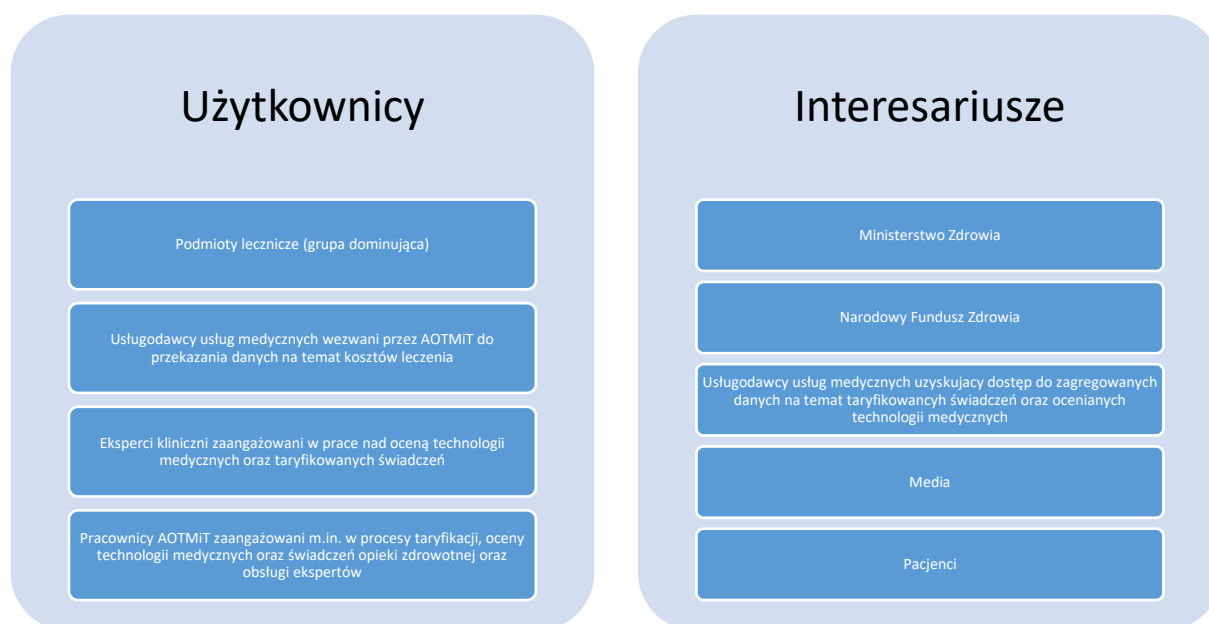 Użytkownicy
Podmioty lecznicze (grupa dominująca)
Usługodawcy usług medycznych wezwani przez AOTMiT do
przekazania danych na temat kosztów leczenia
Eksperci kliniczni zaangażowani w prace nad oceną technologii
medycznych oraz taryfikowanych świadczeń
Pracownicy AOTMiT zaangażowani m.in. w procesy taryfikacji, oceny
technologii medycznych oraz świadczeń opieki zdrowotnej oraz
obsługi ekspertów
Interesariusze
Ministerstwo Zdrowia
Narodowy Fundusz Zdrowia
Usługodawcy usług medycznych uzyskujacy dostęp do zagregowanych
danych na temat taryfikowancyh świadczeń oraz ocenianych
technologii medycznych
Media
Pacjenci